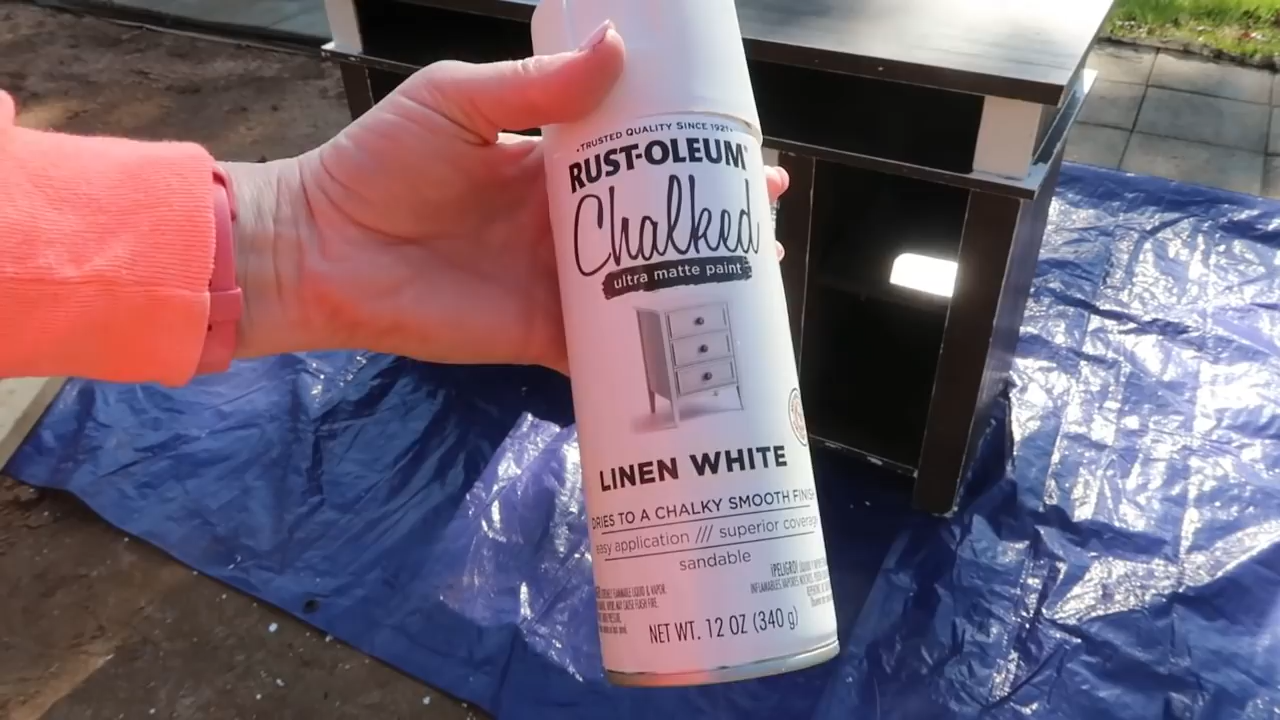 •TRUSTED QUALITY SINCE 1921•
RUST-OLEUM®
Chalked
ultra matte paint
LINEN WHITE
DRIES TO A CHALKY SMOOTH FINISH
easy application /// superior coverage
sandable
¡PELIGRO!
NET WT. 12 OZ (340 g)